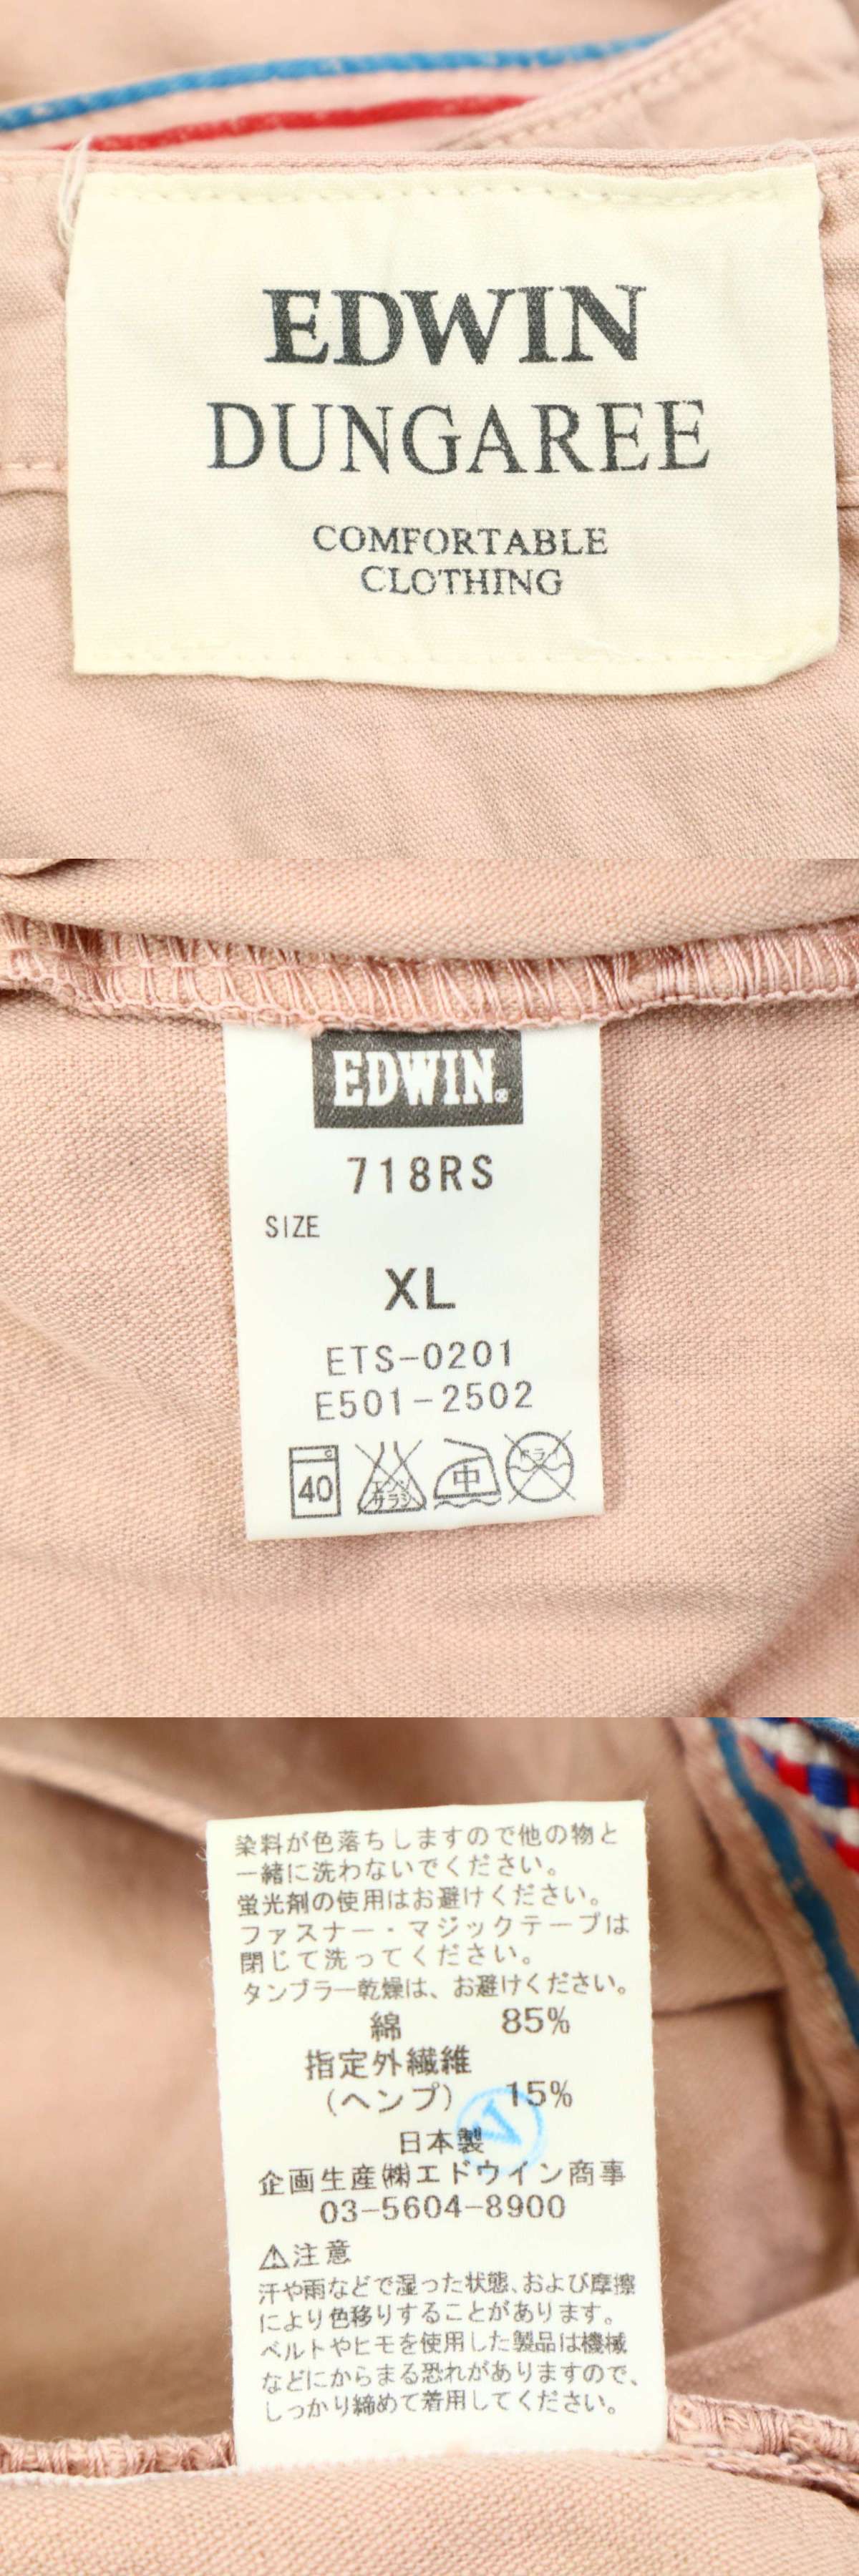 EDWIN
DUNGAREE
COMFORTABLE
CLOTHING
EDWIN®
718RS
SIZE
XL
ETS-0201
E501-2502
40 エンソサラシ 中 ドライ
染料が色落ちしますので他の物と
一緒に洗わないでください。
蛍光剤の使用はお避けください。
ファスナー・マジックテープは
閉じて洗ってください。
タンブラー乾燥は、お避けください。
綿 85%
指定外繊維
(ヘンプ) 15%
日本製
企画生産㈱エドウイン商事
03-5604-8900
⚠注意
汗や雨などで湿った状態、および摩擦
により色移りすることがあります。
ベルトやヒモを使用した製品は機械
などにからまる恐れがありますので、
しっかり締めて着用してください。